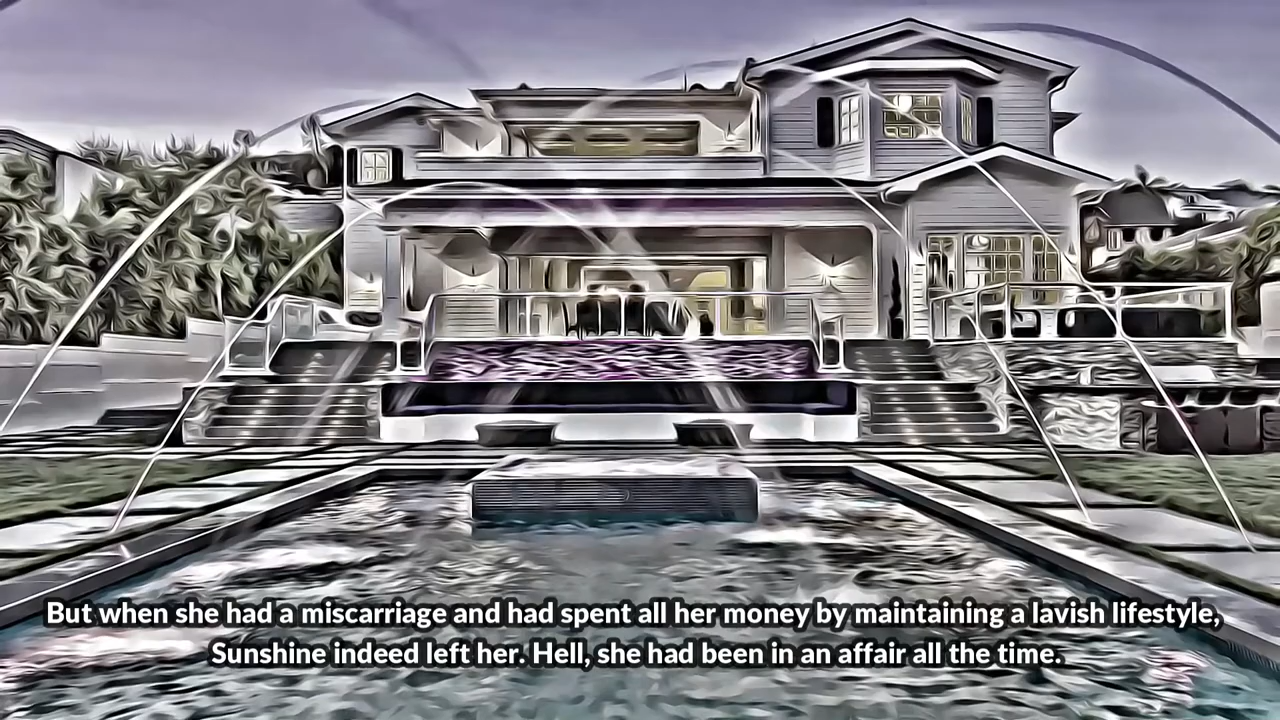 But when she had a miscarriage and had spent all her money by maintaining a lavish lifestyle,
Sunshine indeed left her. Hell, she had been in an affair all the time.